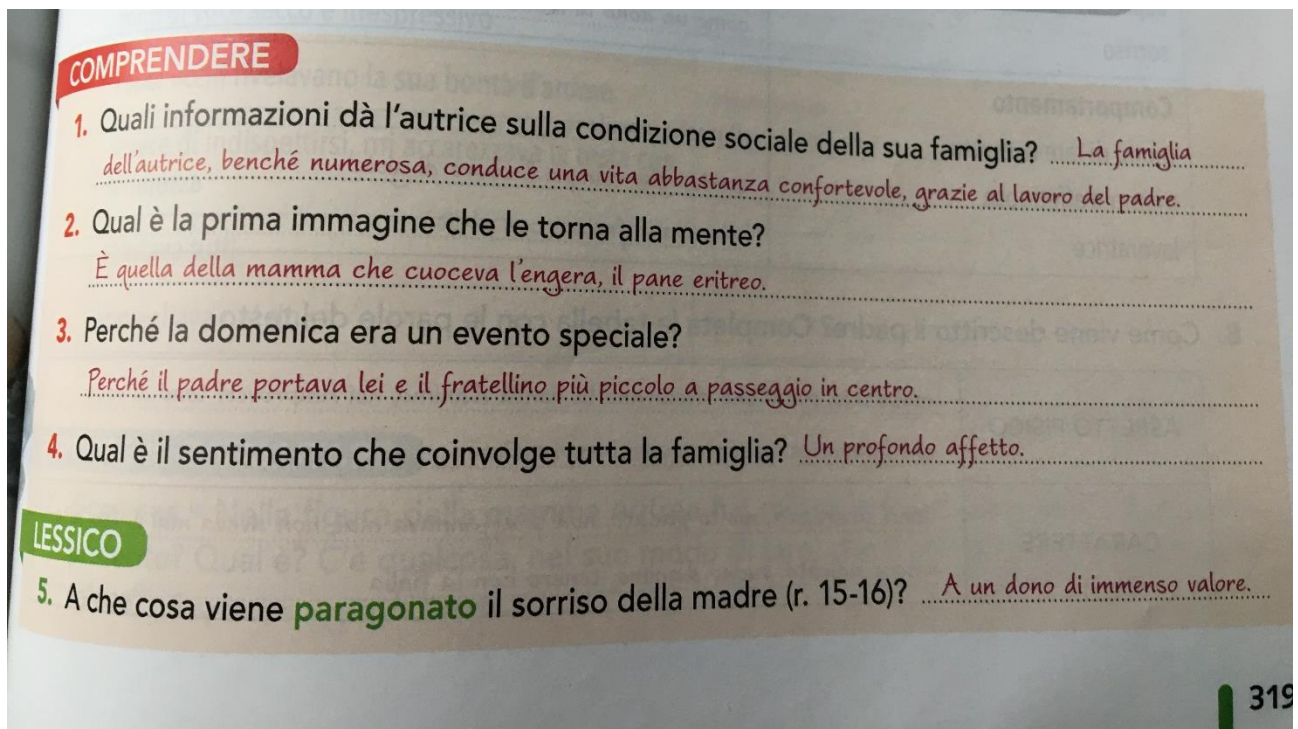 COMPRENDERE
1. Quali informazioni dà l'autrice sulla condizione sociale della sua famiglia? La famiglia
dell'autrice, benché numerosa, conduce una vita abbastanza confortevole, grazie al lavoro del padre.
2. Qual è la prima immagine che le torna alla mente?
È quella della mamma che cuoceva l'engera, il pane eritreo.
3. Perché la domenica era un evento speciale?
Perché il padre portava lei e il fratellino più piccolo a passeggio in centro.
4. Qual è il sentimento che coinvolge tutta la famiglia? Un profondo affetto.
LESSICO
5. A che cosa viene paragonato il sorriso della madre (r. 15-16)? A un dono di immenso valore.
319